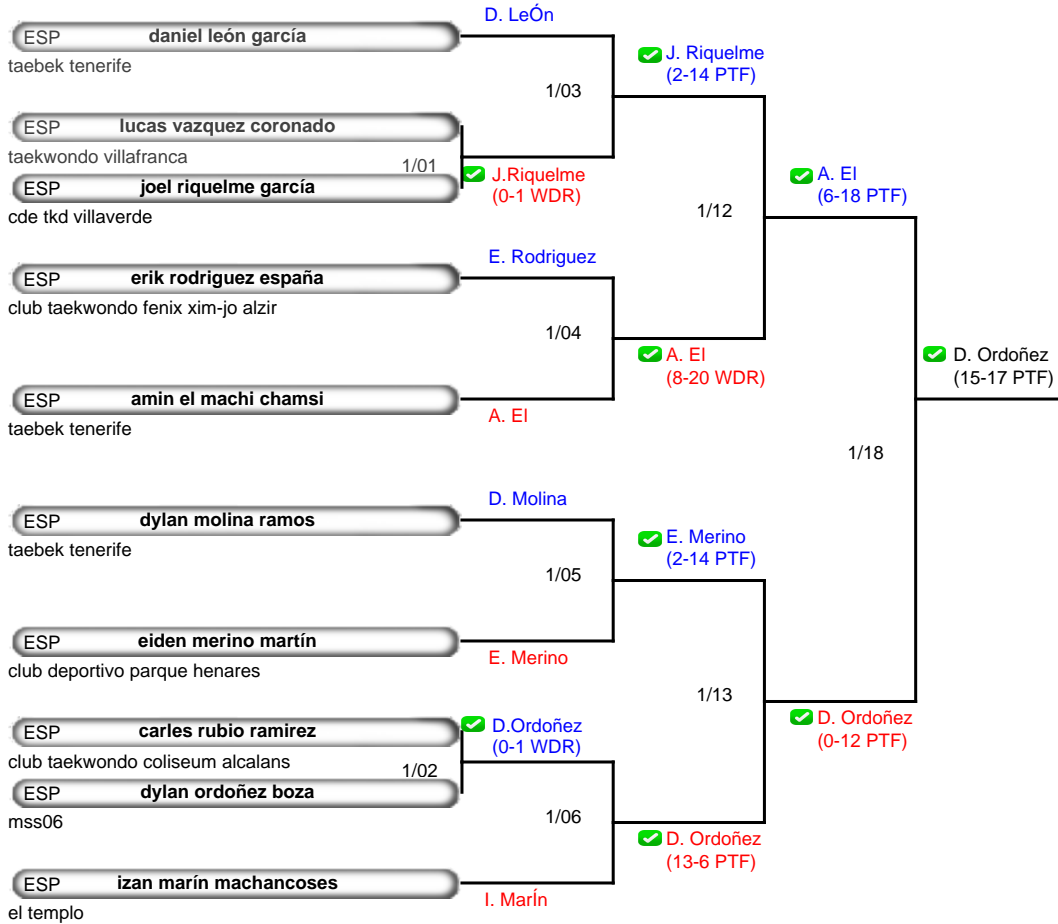 D. LeÓn
ESP daniel león garcía
taebek tenerife
J. Riquelme
(2-14 PTF)
1/03
ESP lucas vazquez coronado
taekwondo villafranca
1/01
ESP joel riquelme garcía
cde tkd villaverde
J.Riquelme
(0-1 WDR)
A. El
(6-18 PTF)
1/12
E. Rodriguez
ESP erik rodriguez españa
club taekwondo fenix xim-jo alzir
1/04
A. El
(8-20 WDR)
D. Ordoñez
(15-17 PTF)
ESP amin el machi chamsi
taebek tenerife
A. El
1/18
D. Molina
ESP dylan molina ramos
taebek tenerife
E. Merino
(2-14 PTF)
1/05
ESP eiden merino martín
club deportivo parque henares
E. Merino
1/13
D. Ordoñez
(0-12 PTF)
ESP carles rubio ramirez
club taekwondo coliseum alcalans
D.Ordoñez
(0-1 WDR)
1/02
ESP dylan ordoñez boza
mss06
1/06
D. Ordoñez
(13-6 PTF)
ESP izan marín machancoses
el templo
I. MarÍn